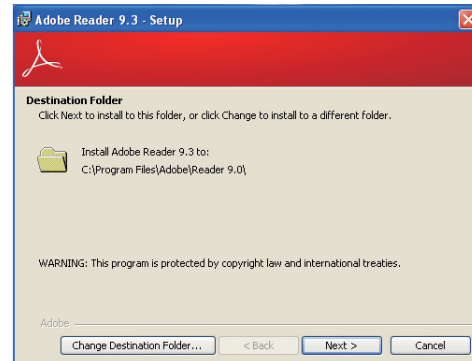 Adobe Reader 9.3 - Setup
Destination Folder
Click Next to install to this folder, or click Change to install to a different folder.
Install Adobe Reader 9.3 to:
C:\Program Files\Adobe\Reader 9.0\
WARNING: This program is protected by copyright law and international treaties.
Adobe
Change Destination Folder... < Back Next > Cancel